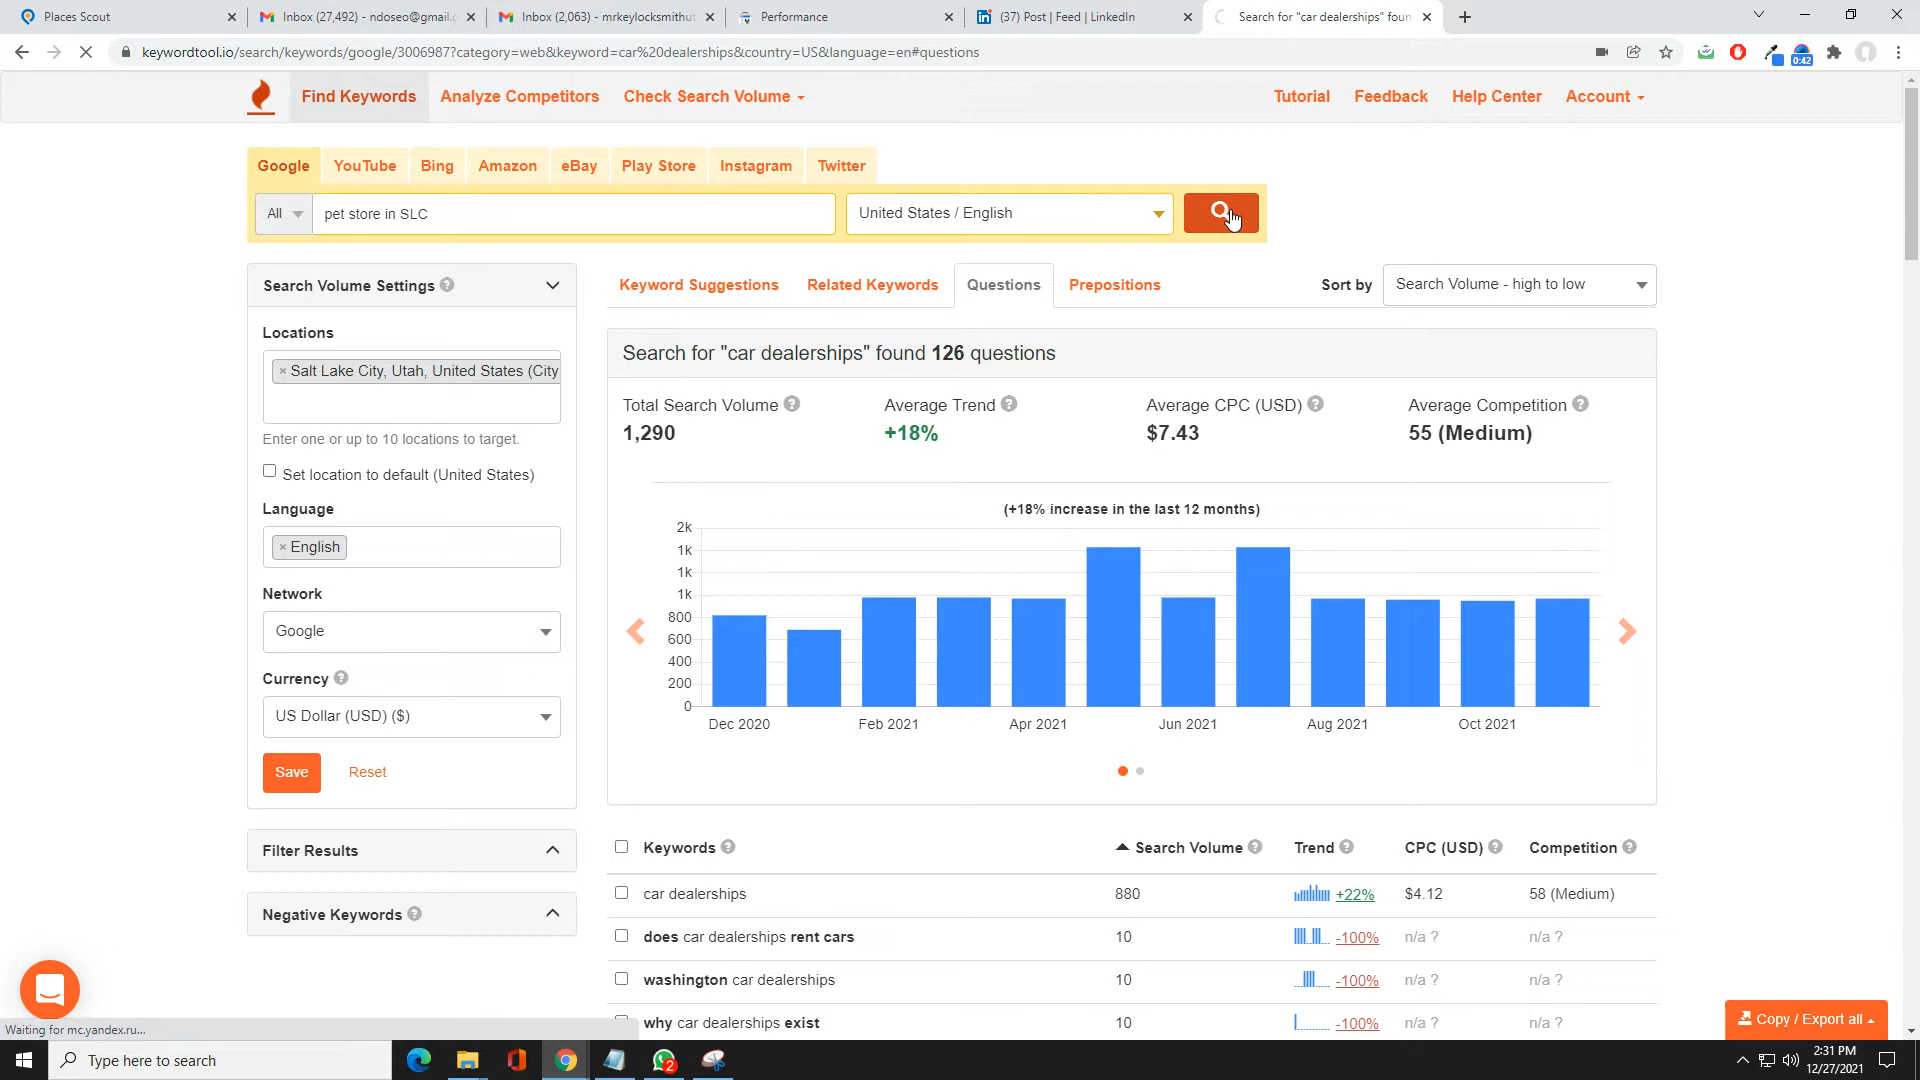 Places Scout
Inbox (27,492) - ndoseo@gmail.c
Inbox (2,063) - mrkeylocksmithut
Performance
(37) Post | Feed | LinkedIn
Search for "car dealerships" foun
keywordtool.io/search/keywords/google/3006987?category=web&keyword=car%20dealerships&country=US&language=en#questions
0:42
Find Keywords
Analyze Competitors
Check Search Volume
Tutorial
Feedback
Help Center
Account
Google
YouTube
Bing
Amazon
eBay
Play Store
Instagram
Twitter
All
pet store in SLC
United States / English
Search Volume Settings ?
Locations
× Salt Lake City, Utah, United States (City
Enter one or up to 10 locations to target.
Set location to default (United States)
Language
× English
Network
Google
Currency ?
US Dollar (USD) ($)
Save
Reset
Filter Results
Negative Keywords ?
Keyword Suggestions
Related Keywords
Questions
Prepositions
Sort by
Search Volume - high to low
Search for "car dealerships" found 126 questions
Total Search Volume ?
1,290
Average Trend ?
+18%
Average CPC (USD) ?
$7.43
Average Competition ?
55 (Medium)
(+18% increase in the last 12 months)
2k
1k
1k
1k
800
600
400
200
0
Dec 2020
Feb 2021
Apr 2021
Jun 2021
Aug 2021
Oct 2021
Keywords ?
Search Volume ?
Trend ?
CPC (USD) ?
Competition ?
car dealerships
880
+22%
$4.12
58 (Medium)
does car dealerships rent cars
10
-100%
n/a ?
n/a ?
washington car dealerships
10
-100%
n/a ?
n/a ?
why car dealerships exist
10
-100%
n/a ?
n/a ?
Copy / Export all
Waiting for mc.yandex.ru...
Type here to search
2
2:31 PM
12/27/2021